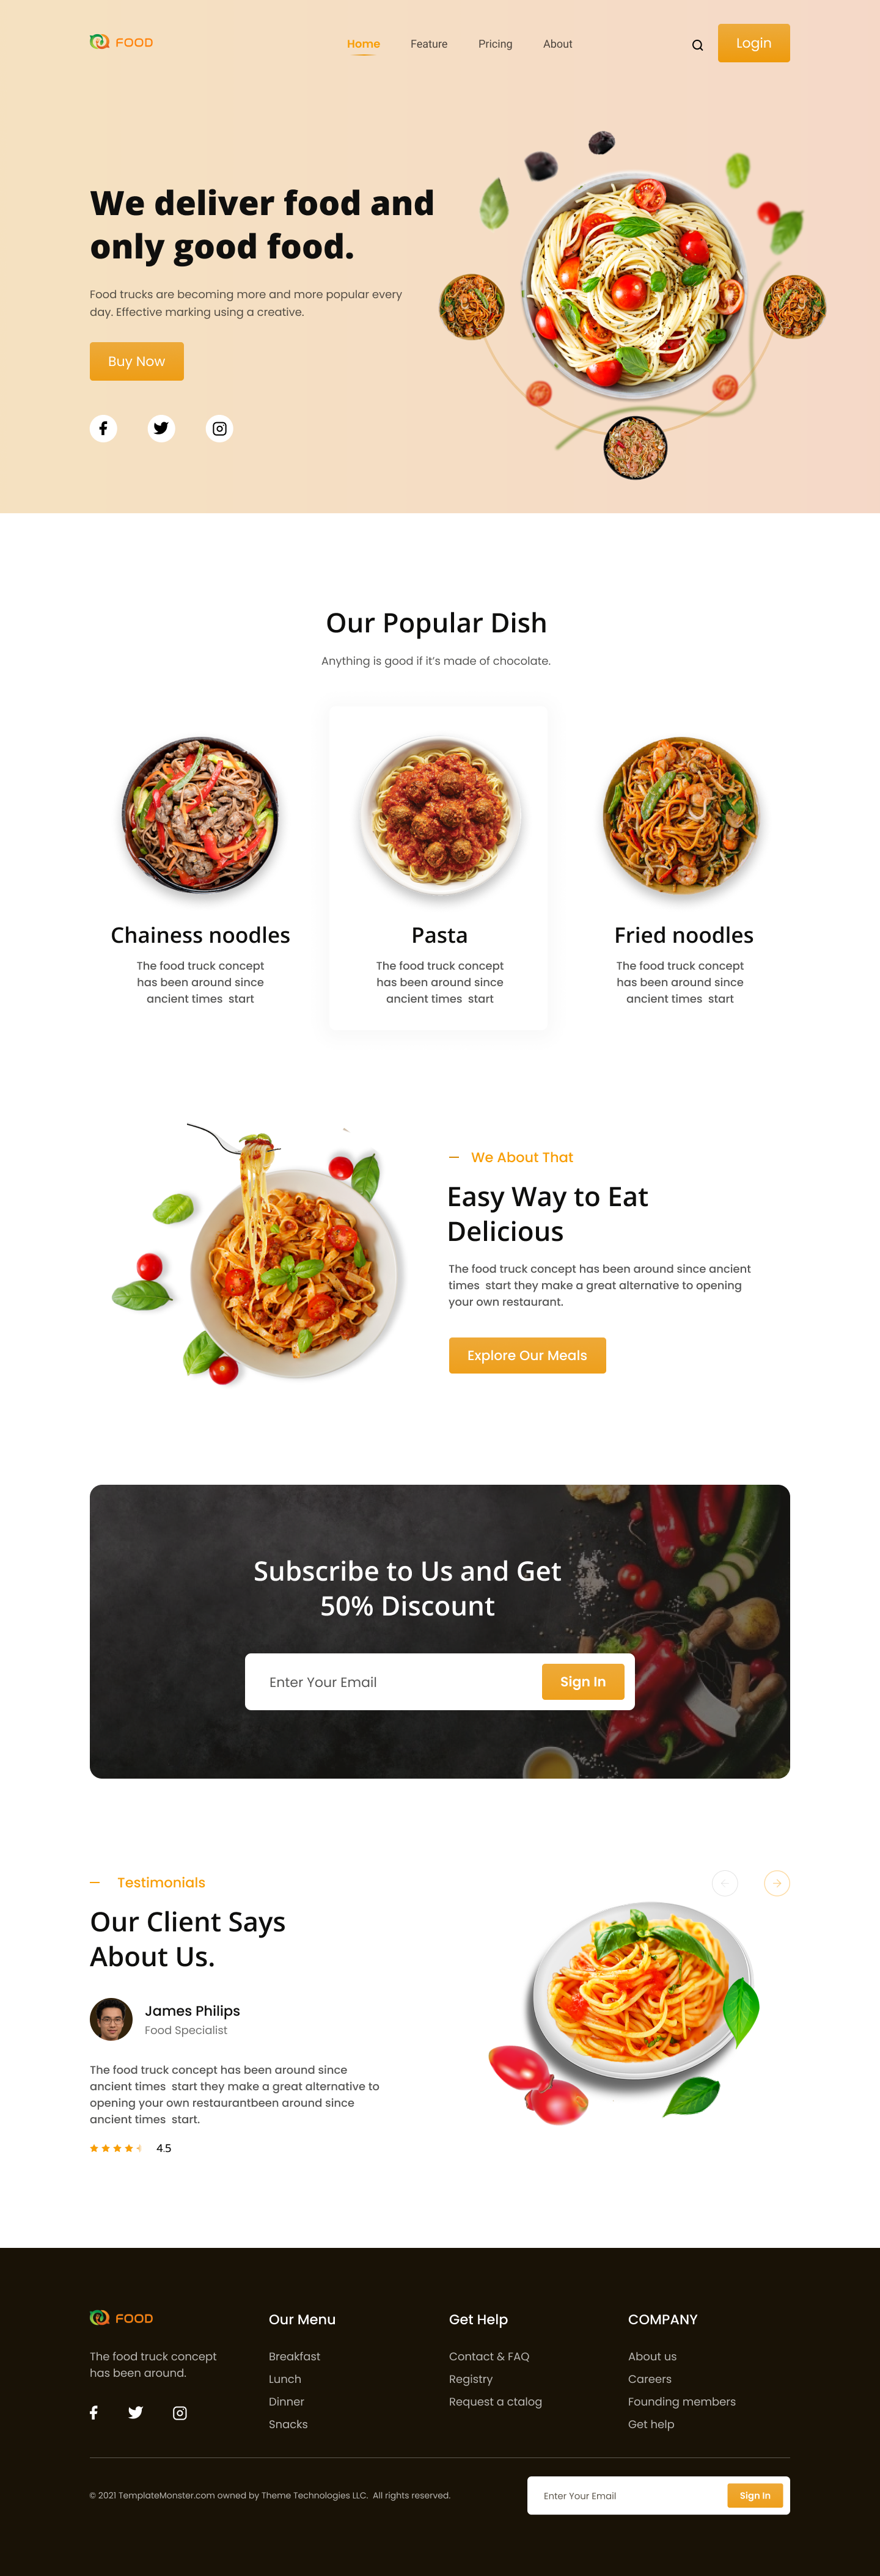 FOOD
Home
Feature
Pricing
About
Login
We deliver food and
only good food.
Food trucks are becoming more and more popular every
day. Effective marking using a creative.
Buy Now
Our Popular Dish
Anything is good if it's made of chocolate.
Chainess noodles
The food truck concept
has been around since
ancient times start
Pasta
The food truck concept
has been around since
ancient times start
Fried noodles
The food truck concept
has been around since
ancient times start
We About That
Easy Way to Eat
Delicious
The food truck concept has been around since ancient
times start they make a great alternative to opening
your own restaurant.
Explore Our Meals
Subscribe to Us and Get
50% Discount
Enter Your Email
Sign In
Testimonials
Our Client Says
About Us.
James Philips
Food Specialist
The food truck concept has been around since
ancient times start they make a great alternative to
opening your own restaurantbeen around since
ancient times start.
4.5
FOOD
The food truck concept
has been around.
Our Menu
Breakfast
Lunch
Dinner
Snacks
Get Help
Contact & FAQ
Registry
Request a ctalog
COMPANY
About us
Careers
Founding members
Get help
© 2021 TemplateMonster.com owned by Theme Technologies LLC. All rights reserved.
Enter Your Email
Sign In